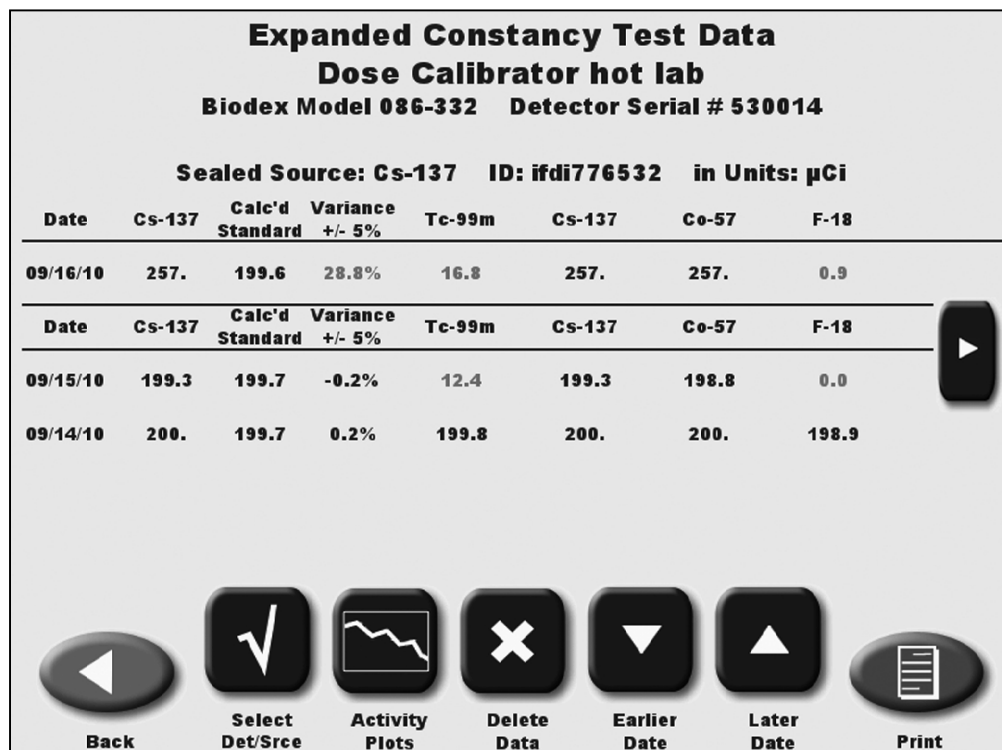 Expanded Constancy Test Data
Dose Calibrator hot lab
Biodex Model 086-332 Detector Serial # 530014
Sealed Source: Cs-137 ID: ifdi776532 in Units: µCi
Date Cs-137 Calc'd Standard Variance +/- 5% Tc-99m Cs-137 Co-57 F-18
09/16/10 257. 199.6 28.8% 16.8 257. 257. 0.9
Date Cs-137 Calc'd Standard Variance +/- 5% Tc-99m Cs-137 Co-57 F-18
09/15/10 199.3 199.7 -0.2% 12.4 199.3 198.8 0.0
09/14/10 200. 199.7 0.2% 199.8 200. 200. 198.9
Back Select Det/Srce Activity Plots Delete Data Earlier Date Later Date Print